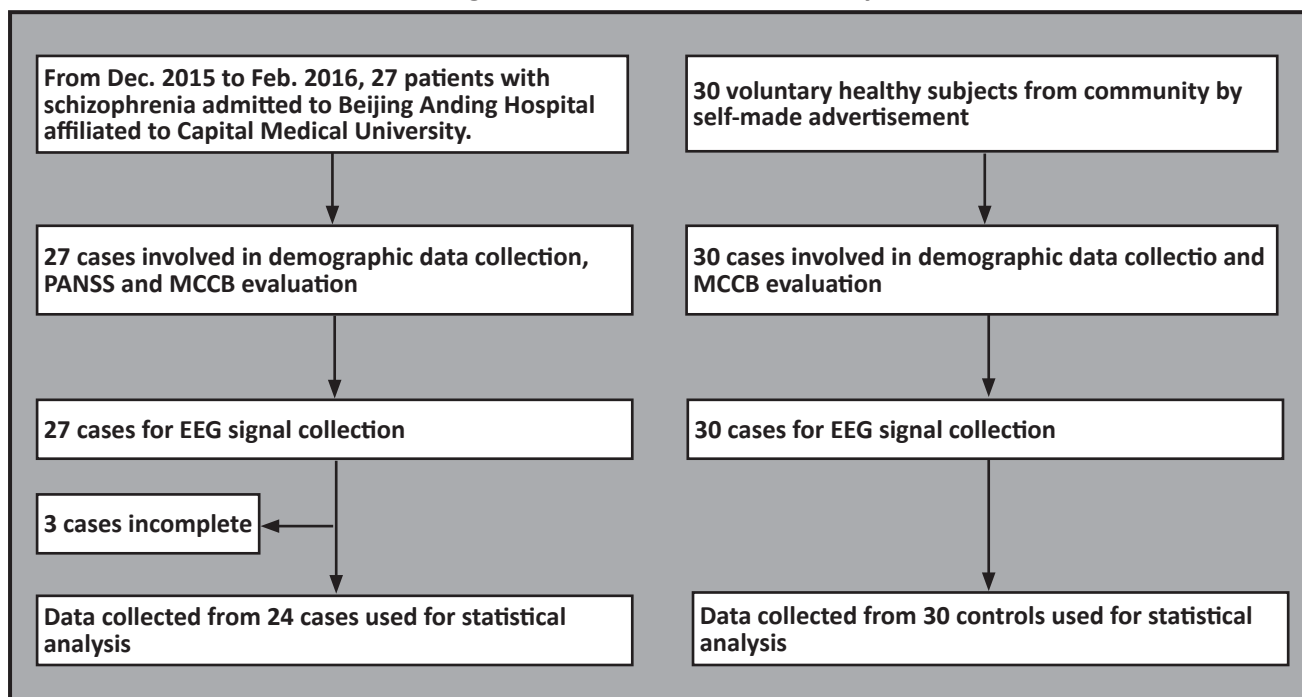 From Dec. 2015 to Feb. 2016, 27 patients with
schizophrenia admitted to Beijing Anding Hospital
affiliated to Capital Medical University.
27 cases involved in demographic data collection,
PANSS and MCCB evaluation
27 cases for EEG signal collection
3 cases incomplete
Data collected from 24 cases used for statistical
analysis
30 voluntary healthy subjects from community by
self-made advertisement
30 cases involved in demographic data collectio and
MCCB evaluation
30 cases for EEG signal collection
Data collected from 30 controls used for statistical
analysis